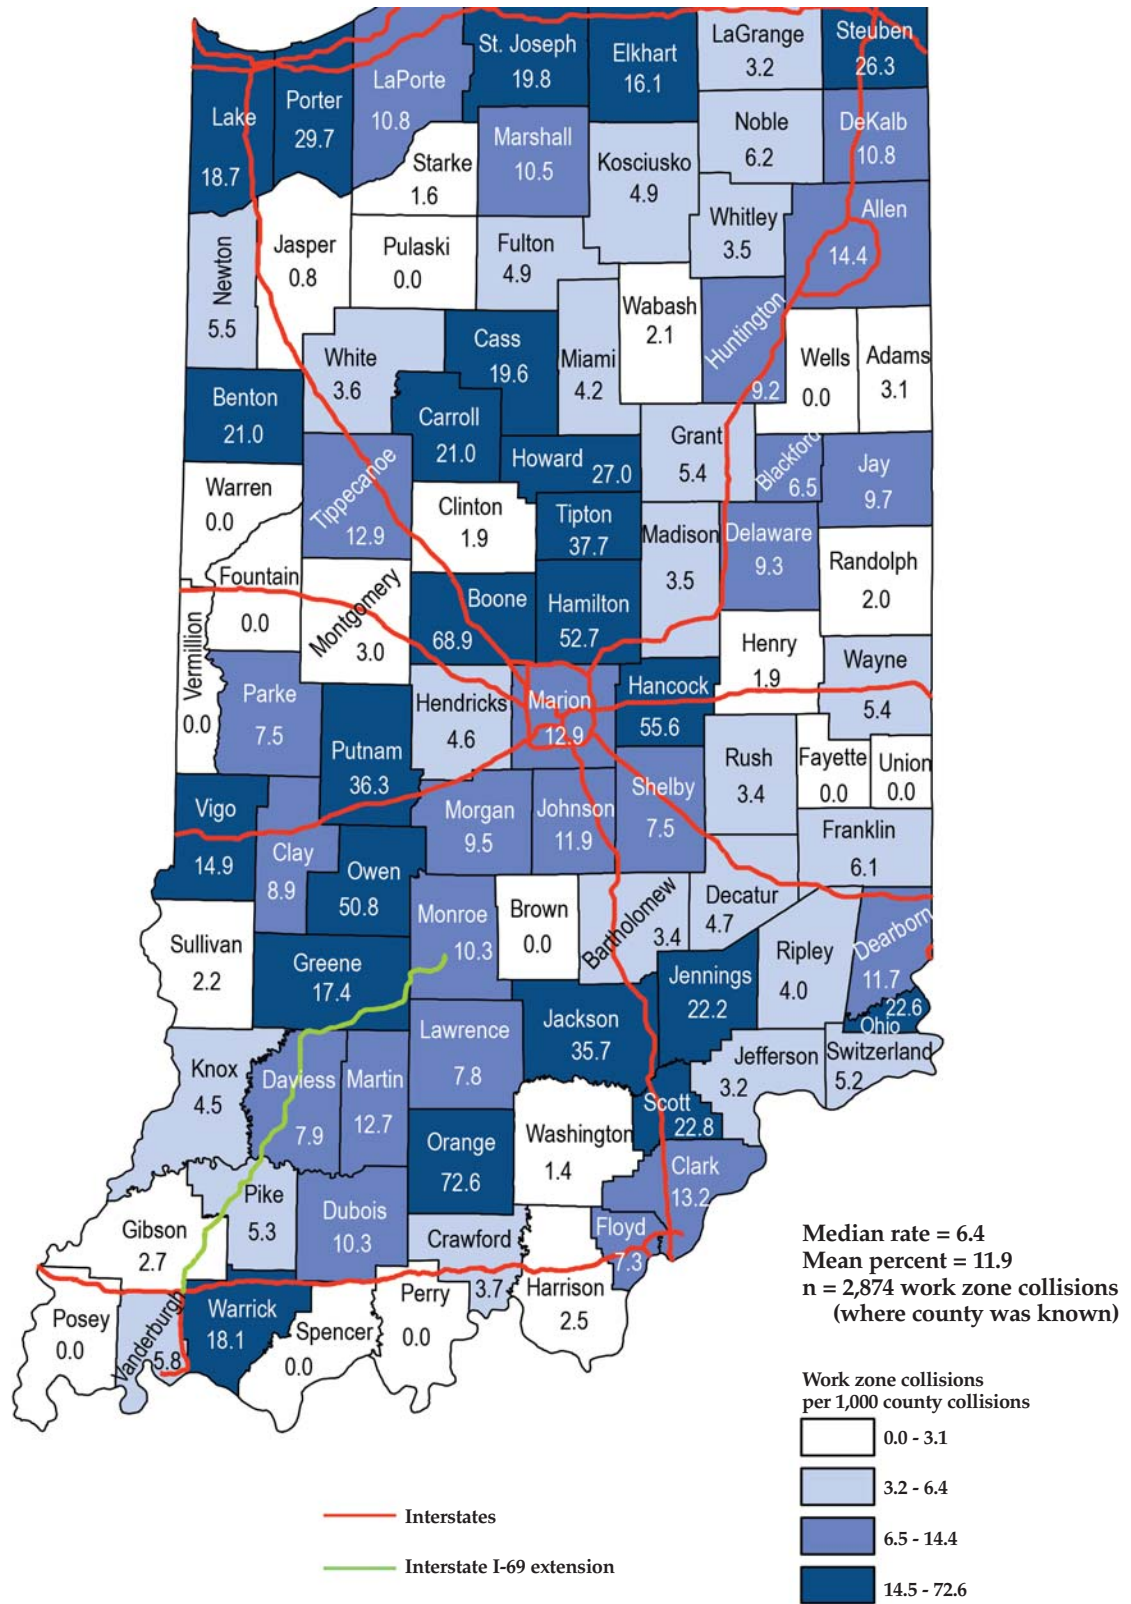 St. Joseph
19.8
Elkhart
16.1
LaGrange
3.2
Steuben
26.3
LaPorte
10.8
Porter
29.7
Lake
18.7
Marshall
10.5
Noble
6.2
DeKalb
10.8
Starke
1.6
Kosciusko
4.9
Whitley
3.5
Allen
14.4
Newton
5.5
Jasper
0.8
Pulaski
0.0
Fulton
4.9
Wabash
2.1
Huntington
9.2
White
3.6
Cass
19.6
Miami
4.2
Wells
0.0
Adams
3.1
Benton
21.0
Carroll
21.0
Howard 27.0
Grant
5.4
Blackford
6.5
Jay
9.7
Warren
0.0
Tippecanoe
12.9
Clinton
1.9
Tipton
37.7
Madison
3.5
Delaware
9.3
Randolph
2.0
Fountain
0.0
Montgomery
3.0
Boone
68.9
Hamilton
52.7
Henry
1.9
Wayne
5.4
Vermillion
0.0
Parke
7.5
Putnam
36.3
Hendricks
4.6
Marion
12.9
Hancock
55.6
Rush
3.4
Fayette
0.0
Union
0.0
Vigo
14.9
Clay
8.9
Morgan
9.5
Johnson
11.9
Shelby
7.5
Franklin
6.1
Owen
50.8
Monroe
10.3
Brown
0.0
Bartholomew
3.4
Decatur
4.7
Ripley
4.0
Dearborn
11.7
Sullivan
2.2
Greene
17.4
Jackson
35.7
Jennings
22.2
22.6
Ohio
Knox
4.5
Daviess
7.9
Martin
12.7
Lawrence
7.8
Jefferson
3.2
Switzerland
5.2
Orange
72.6
Washington
1.4
Scott
22.8
Clark
13.2
Gibson
2.7
Pike
5.3
Dubois
10.3
Crawford
3.7
Floyd
7.3
Harrison
2.5
Posey
0.0
Vanderburgh
5.8
Warrick
18.1
Spencer
0.0
Perry
0.0
Median rate = 6.4
Mean percent = 11.9
n = 2,874 work zone collisions
(where county was known)
Work zone collisions
per 1,000 county collisions
0.0 - 3.1
3.2 - 6.4
6.5 - 14.4
14.5 - 72.6
Interstates
Interstate I-69 extension